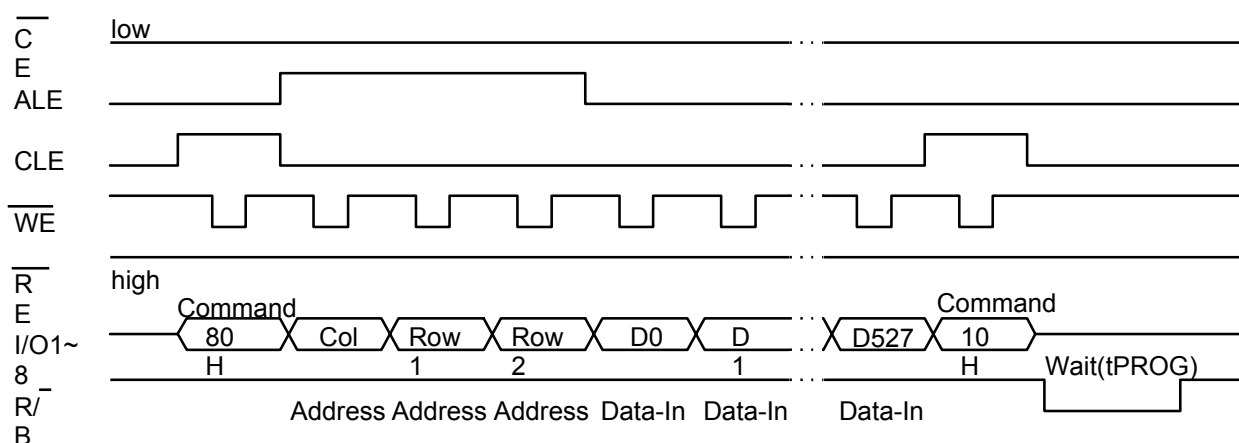 C low
E
ALE
CLE
WE
R high
E
Command Command
I/O1~ 80 Col Row Row D0 D D527 10
8 H 1 2 1 H Wait(tPROG)
R/ Address Address Address Data-In Data-In Data-In
B